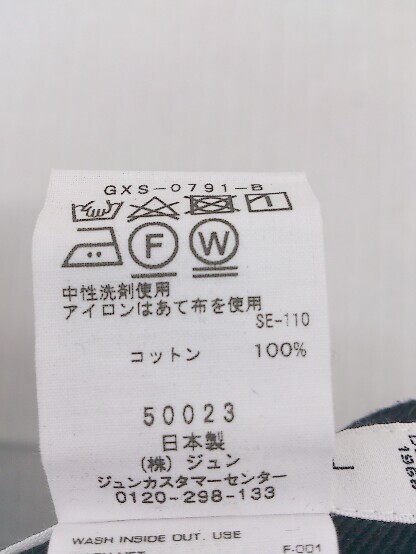 GXS-0791-B
F W
中性洗剤使用
アイロンはあて布を使用
SE-110
コットン 100%
50023
日本製
(株) ジュン
ジュンカスタマーセンター
0120-298-133
WASH INSIDE OUT. USE
F-001